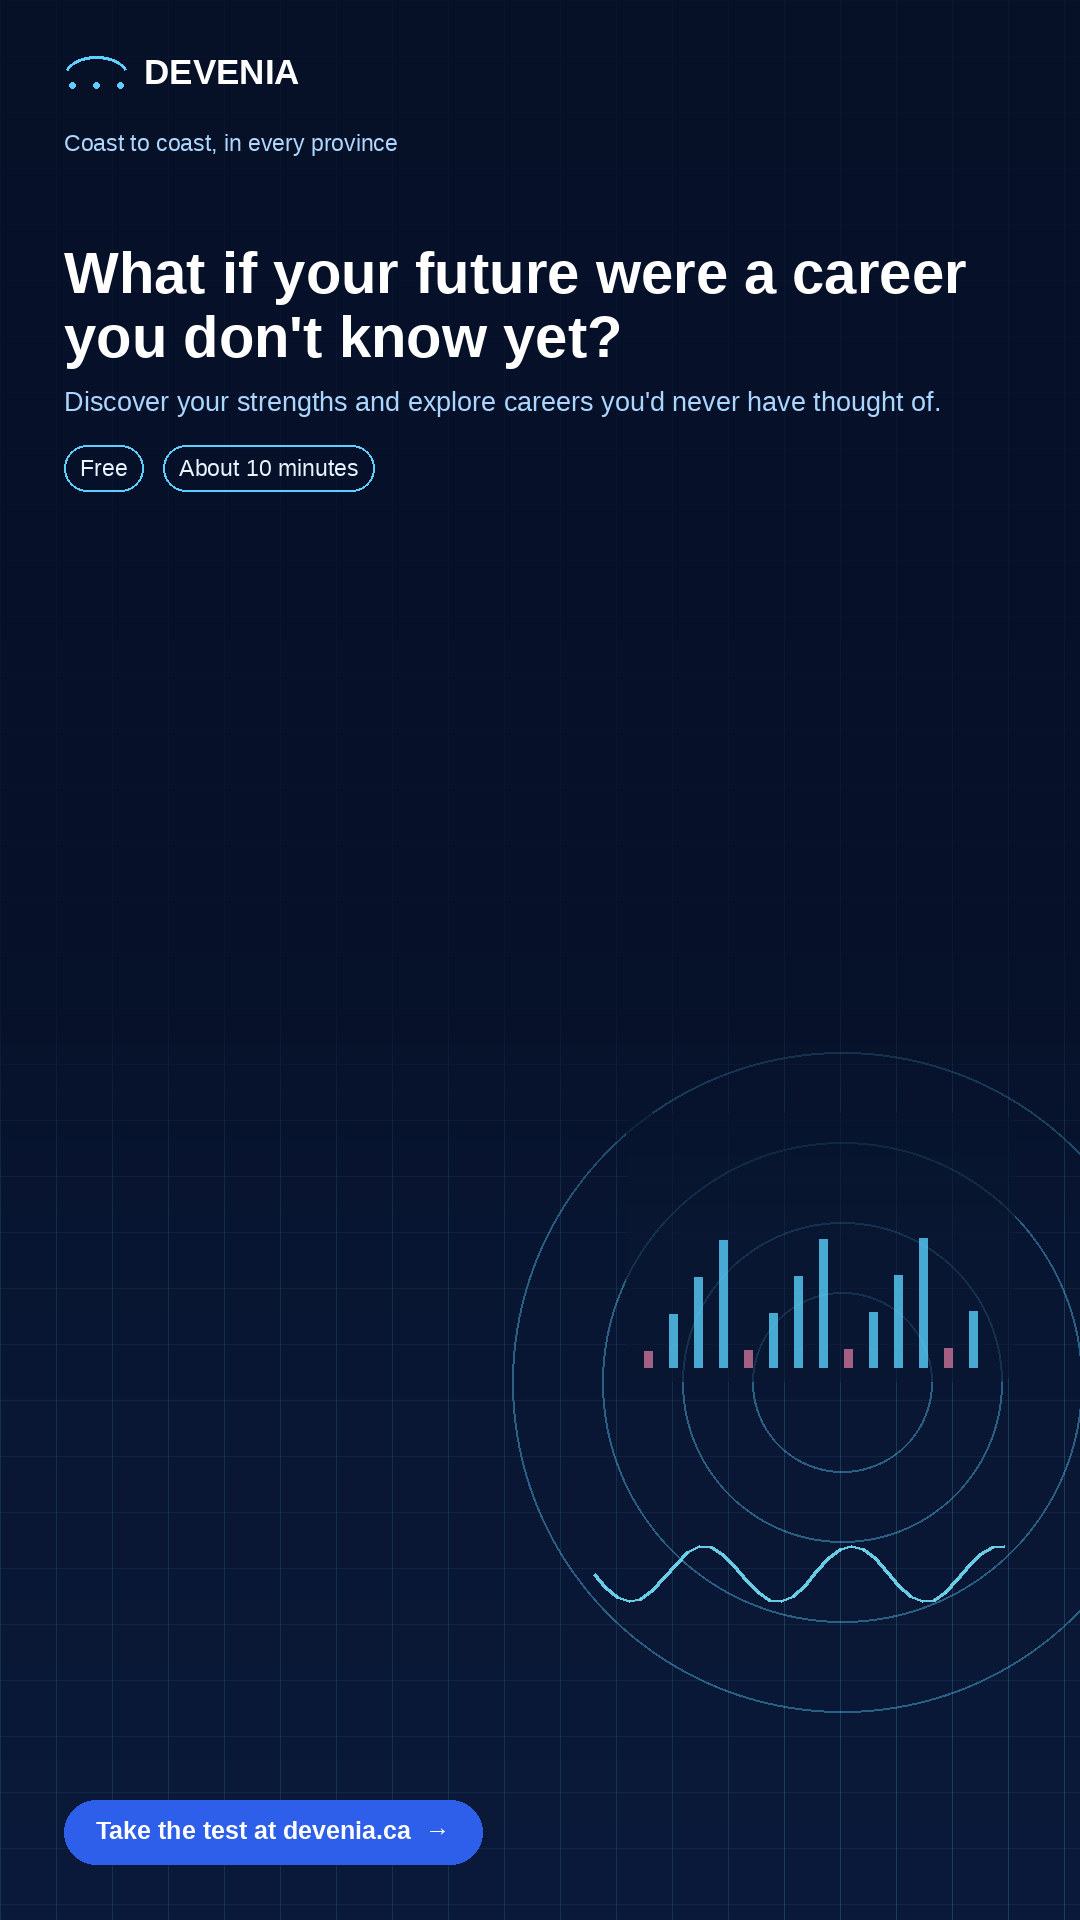 DEVENIA
Coast to coast, in every province
What if your future were a career
you don't know yet?
Discover your strengths and explore careers you'd never have thought of.
Free
About 10 minutes
Take the test at devenia.ca →